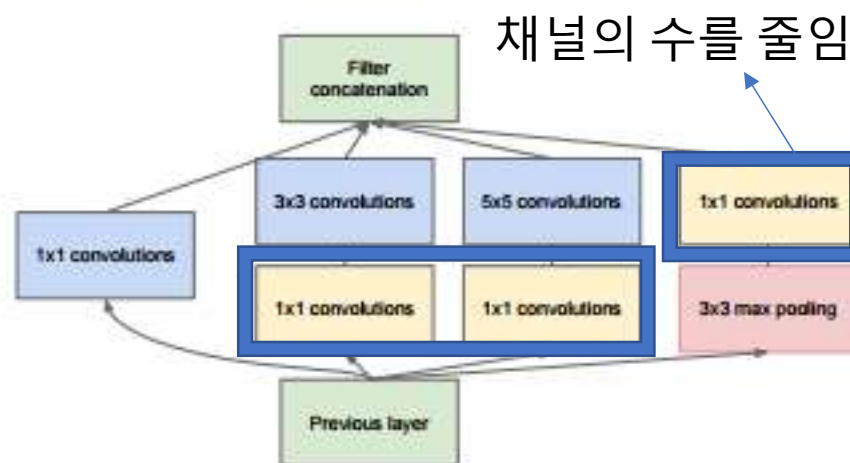 채널의 수를 줄임
Filter
concatenation
3x3 convolutions
5x5 convolutions
1x1 convolutions
1x1 convolutions
1x1 convolutions
1x1 convolutions
3x3 max pooling
Previous layer